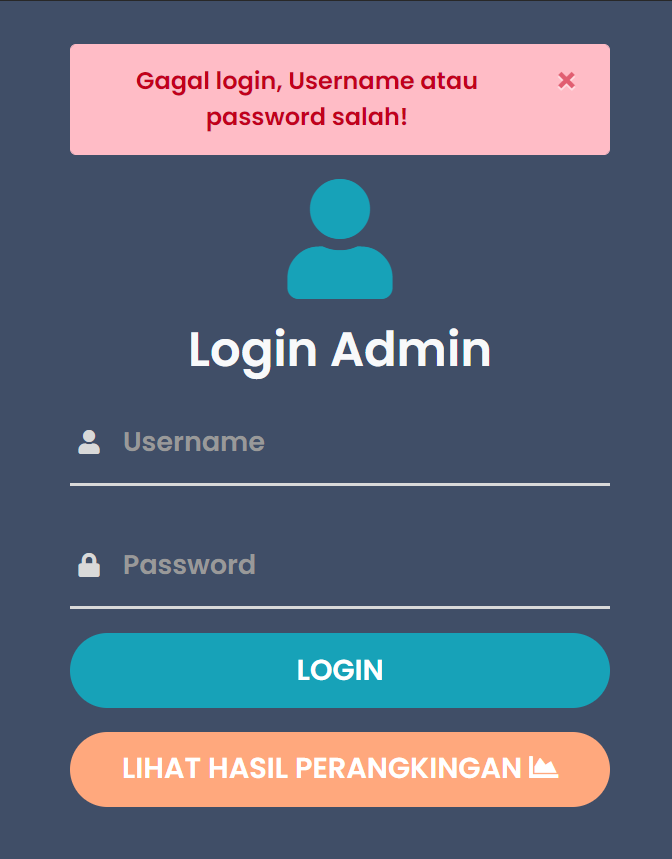 Gagal login, Username atau
password salah!
Login Admin
Username
Password
LOGIN
LIHAT HASIL PERANGKINGAN